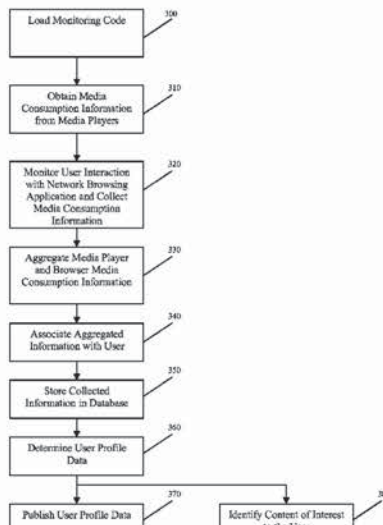 300
Load Monitoring Code
310
Obtain Media
Consumption Information
from Media Players
320
Monitor User Interaction
with Network Browsing
Application and Collect
Media Consumption
Information
330
Aggregate Media Player
and Browser Media
Consumption Information
340
Associate Aggregated
Information with User
350
Store Collected
Information in Database
360
Determine User Profile
Data
370
Publish User Profile Data
Identify Content of Interest